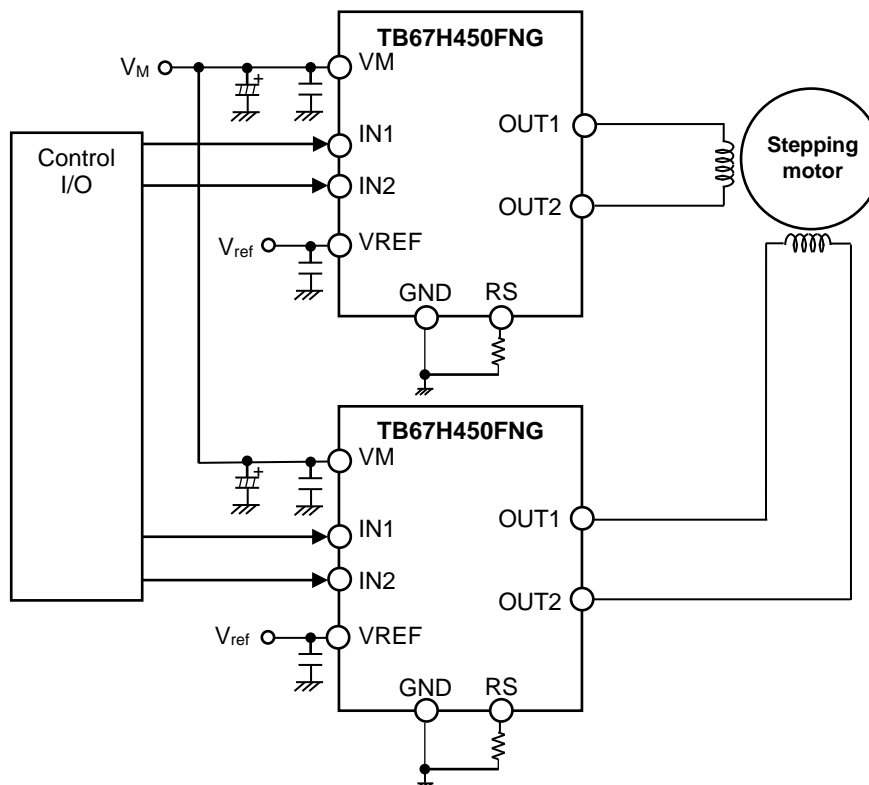 TB67H450FNG
VM
VM
+
IN1
IN2
Control
I/O
Vref
VREF
GND
RS
OUT1
OUT2
Stepping
motor
TB67H450FNG
VM
+
IN1
IN2
Vref
VREF
GND
RS
OUT1
OUT2